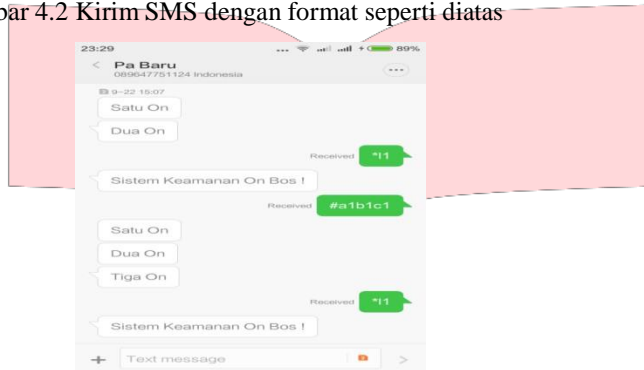 bar 4.2 Kirim SMS dengan format seperti diatas
23:29 ... 89%
< Pa Baru
089647751124 Indonesia
9-22 15:07
Satu On
Dua On
Received *I1
Sistem Keamanan On Bos !
Received #a1b1c1
Satu On
Dua On
Tiga On
Received *I1
Sistem Keamanan On Bos !
+ Text message >